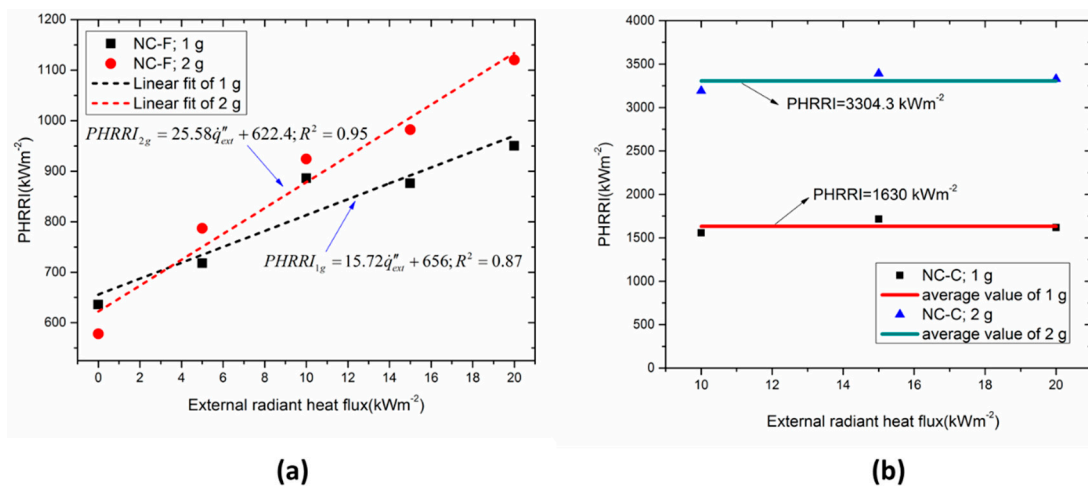 1200
1100
1000
900
800
700
600
PHRRI(kWm-2)
NC-F; 1 g
NC-F; 2 g
Linear fit of 1 g
Linear fit of 2 g
PHRRI2g = 25.58q̇″ext + 622.4; R² = 0.95
PHRRI1g = 15.72q̇″ext + 656; R² = 0.87
0 2 4 6 8 10 12 14 16 18 20
External radiant heat flux(kWm-2)
(a)
4000
3500
3000
2500
2000
1500
1000
500
0
PHRRI(kWm-2)
PHRRI=3304.3 kWm-2
PHRRI=1630 kWm-2
NC-C; 1 g
average value of 1 g
NC-C; 2 g
average value of 2 g
10 12 14 16 18 20
External radiant heat flux(kWm-2)
(b)